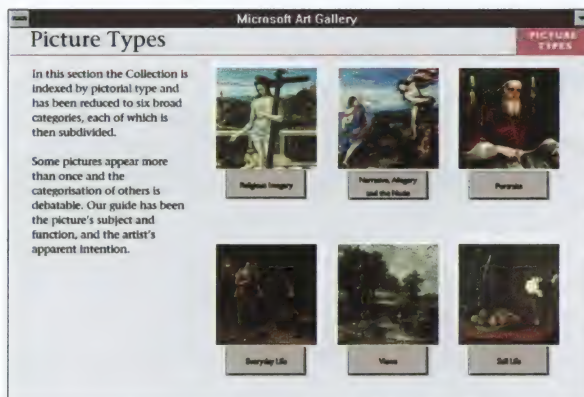 Microsoft Art Gallery
Picture Types
PICTURE
TYPES
In this section the Collection is
indexed by pictorial type and
has been reduced to six broad
categories, each of which is
then subdivided.
Some pictures appear more
than once and the
categorisation of others is
debatable. Our guide has been
the picture's subject and
function, and the artist's
apparent intention.
Religious Imagery
Narrative, Allegory
and the Nude
Portraits
Everyday Life
Views
Still Life